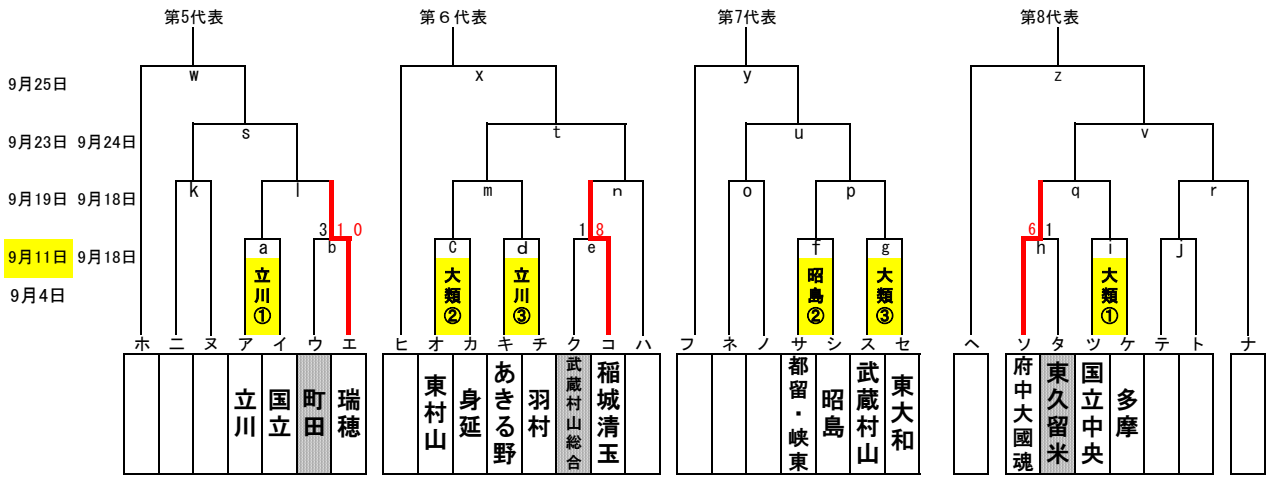 第5代表 第６代表 第7代表 第8代表
w x y z
9月25日
s t u v
9月23日 9月24日
k l m n o p q r
9月19日 9月18日
3 10 1 8 6 1
a b c d e f g h i j
9月11日 9月18日
立川① 大類② 立川③ 昭島② 大類③ 大類①
9月4日
ホ ニ ヌ ア イ ウ エ ヒ オ カ キ チ ク コ ハ フ ネ ノ サ シ ス セ ヘ ソ タ ツ ケ テ ト ナ
立川 国立 町田 瑞穂 東村山 身延 あきる野 羽村 武蔵村山総合 稲城清玉 都留・峡東 昭島 武蔵村山 東大和 府中大國魂 東久留米 国立中央 多摩